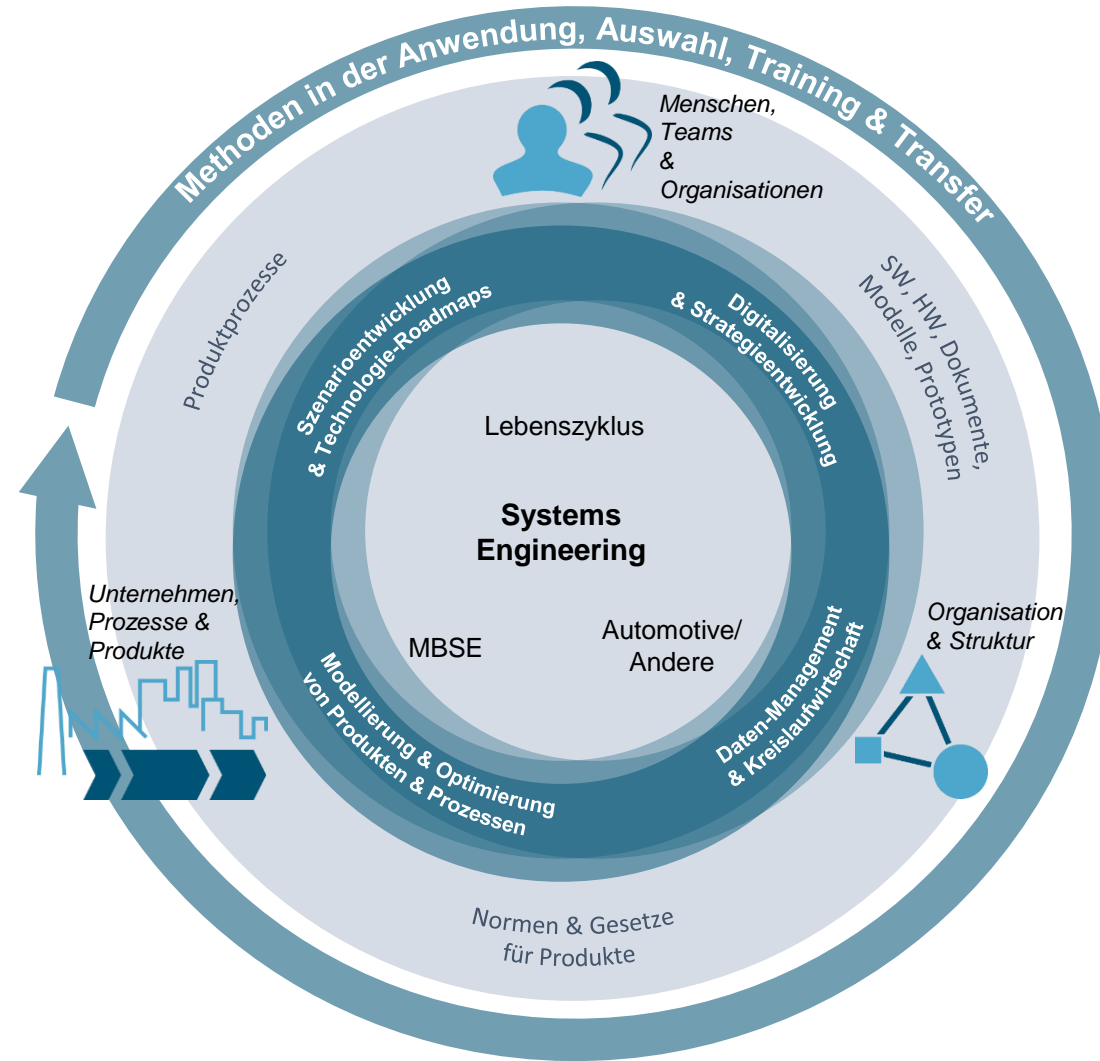 Methoden in der Anwendung, Auswahl, Training & Transfer
Menschen,
Teams
&
Organisationen
Produktprozesse
SW, HW, Dokumente,
Modelle, Prototypen
Szenarioentwicklung
& Technologie-Roadmaps
Digitalisierung
& Strategieentwicklung
Lebenszyklus
Systems
Engineering
MBSE
Automotive/
Andere
Unternehmen,
Prozesse &
Produkte
Organisation
& Struktur
Modellierung & Optimierung
von Produkten & Prozessen
Daten-Management
& Kreislaufwirtschaft
Normen & Gesetze
für Produkte